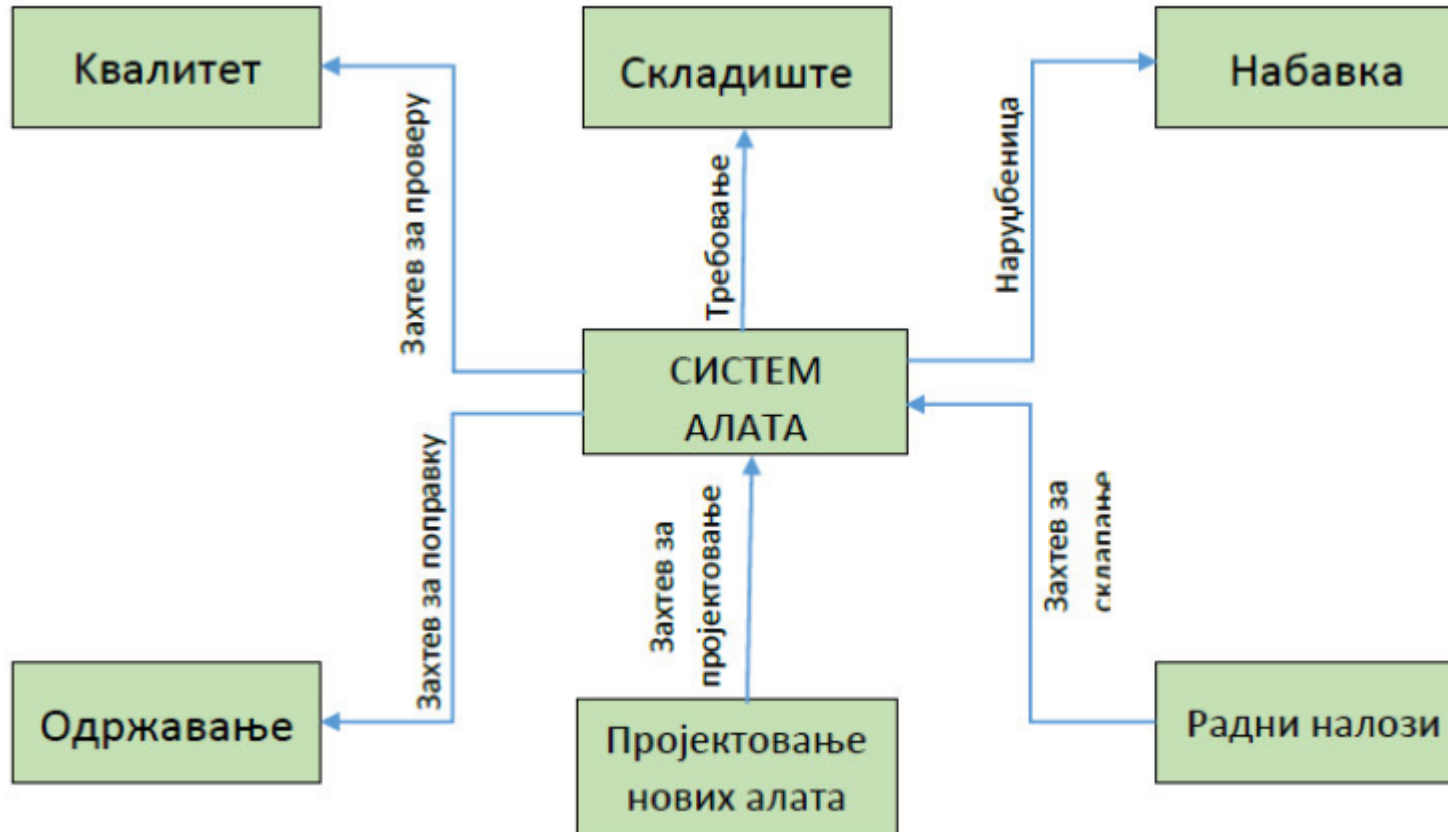 Квалитет
Складиште
Набавка
Захтев за проверу
Требовање
Наруџбеница
СИСТЕМ
АЛАТА
Захтев за поправку
Захтев за
пројектовање
Захтев за
склапање
Одржавање
Пројектовање
нових алата
Радни налози